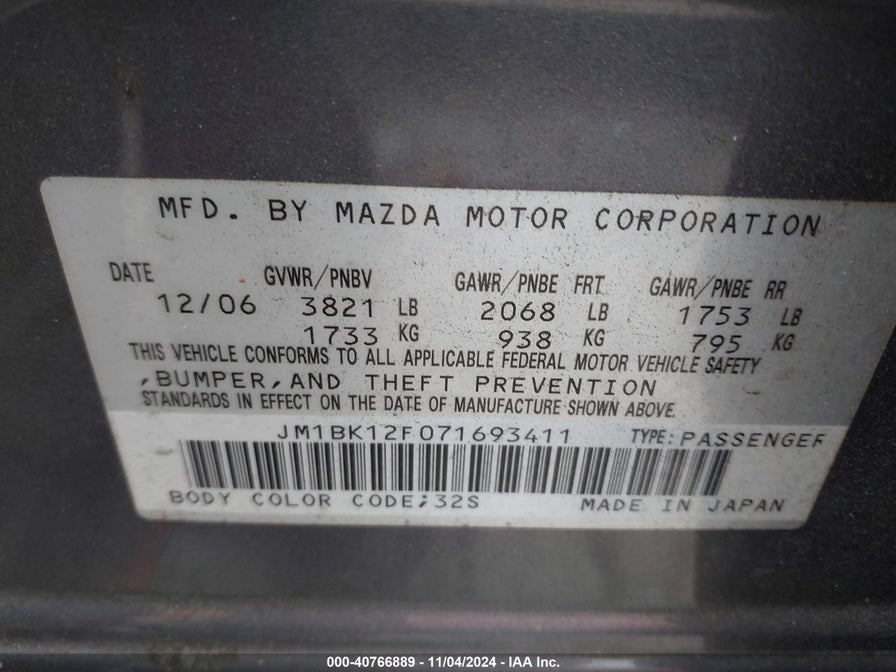 MFD. BY MAZDA MOTOR CORPORATION
DATE GVWR/PNBV GAWR/PNBE FRT GAWR/PNBE RR
12/06 3821 LB 2068 LB 1753 LB
1733 KG 938 KG 795 KG
THIS VEHICLE CONFORMS TO ALL APPLICABLE FEDERAL MOTOR VEHICLE SAFETY
,BUMPER,AND THEFT PREVENTION
STANDARDS IN EFFECT ON THE DATE OF MANUFACTURE SHOWN ABOVE.
JM1BK12F071693411 TYPE:PASSENGER
BODY COLOR CODE;32S MADE IN JAPAN
000-40766889 - 11/04/2024 - IAA Inc.